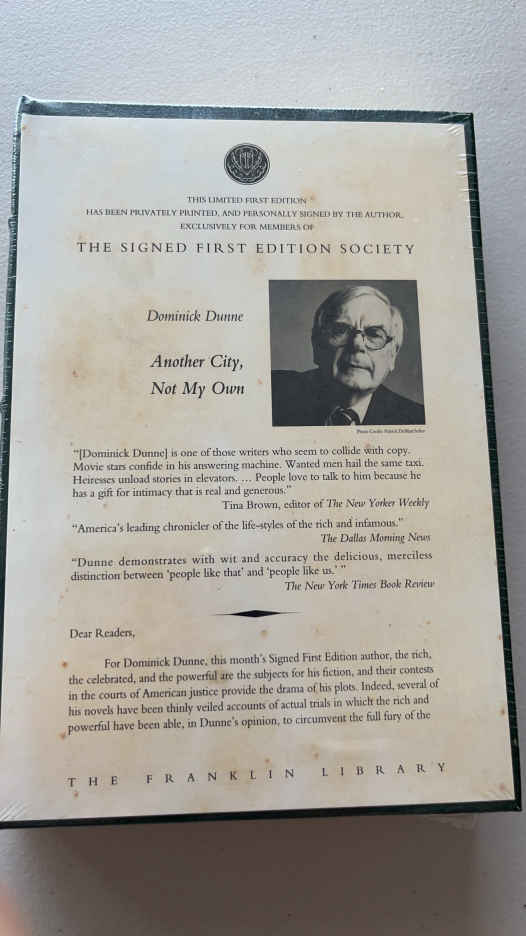 THIS LIMITED FIRST EDITION
HAS BEEN PRIVATELY PRINTED, AND PERSONALLY SIGNED BY THE AUTHOR,
EXCLUSIVELY FOR MEMBERS OF
THE SIGNED FIRST EDITION SOCIETY
Dominick Dunne
Another City,
Not My Own
Photo Credit: Patrick Demarchelier
“[Dominick Dunne] is one of those writers who seem to collide with copy.
Movie stars confide in his answering machine. Wanted men hail the same taxi.
Heiresses unload stories in elevators. … People love to talk to him because he
has a gift for intimacy that is real and generous.”
Tina Brown, editor of The New Yorker Weekly
“America’s leading chronicler of the life-styles of the rich and infamous.”
The Dallas Morning News
“Dunne demonstrates with wit and accuracy the delicious, merciless
distinction between ‘people like that’ and ‘people like us.’ ”
The New York Times Book Review
Dear Readers,
For Dominick Dunne, this month’s Signed First Edition author, the rich,
the celebrated, and the powerful are the subjects for his fiction, and their contests
in the courts of American justice provide the drama of his plots. Indeed, several of
his novels have been thinly veiled accounts of actual trials in which the rich and
powerful have been able, in Dunne’s opinion, to circumvent the full fury of the
THE FRANKLIN LIBRARY